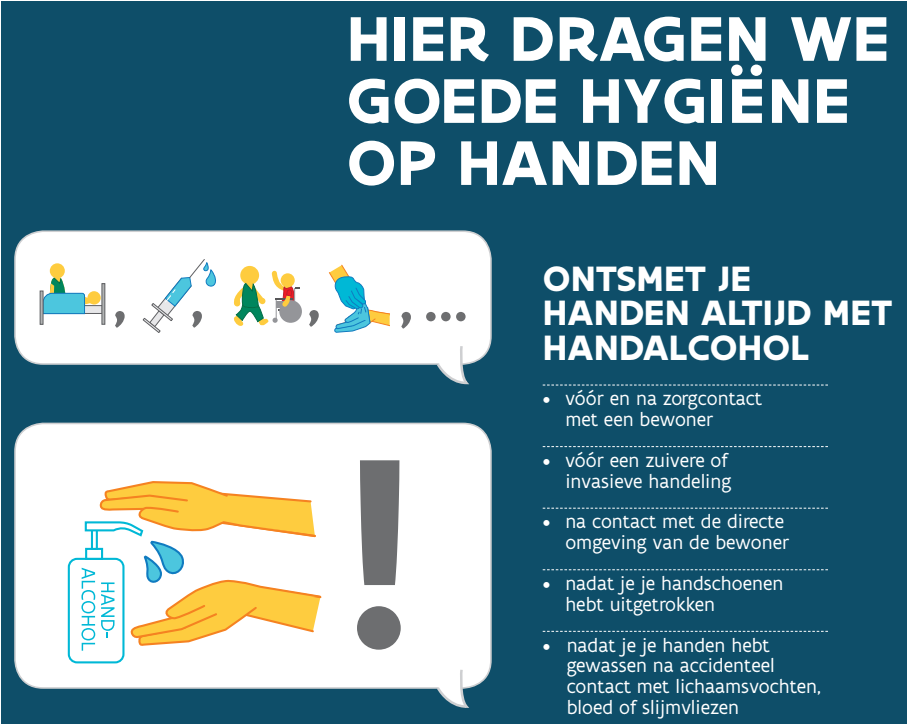 HIER DRAGEN WE
GOEDE HYGIËNE
OP HANDEN
, , , , ...
ONTSMET JE
HANDEN ALTIJD MET
HANDALCOHOL
• vóór en na zorgcontact
met een bewoner
• vóór een zuivere of
invasieve handeling
• na contact met de directe
omgeving van de bewoner
• nadat je je handschoenen
hebt uitgetrokken
• nadat je je handen hebt
gewassen na accidenteel
contact met lichaamsvochten,
bloed of slijmvliezen
HAND-
ALCOHOL
!